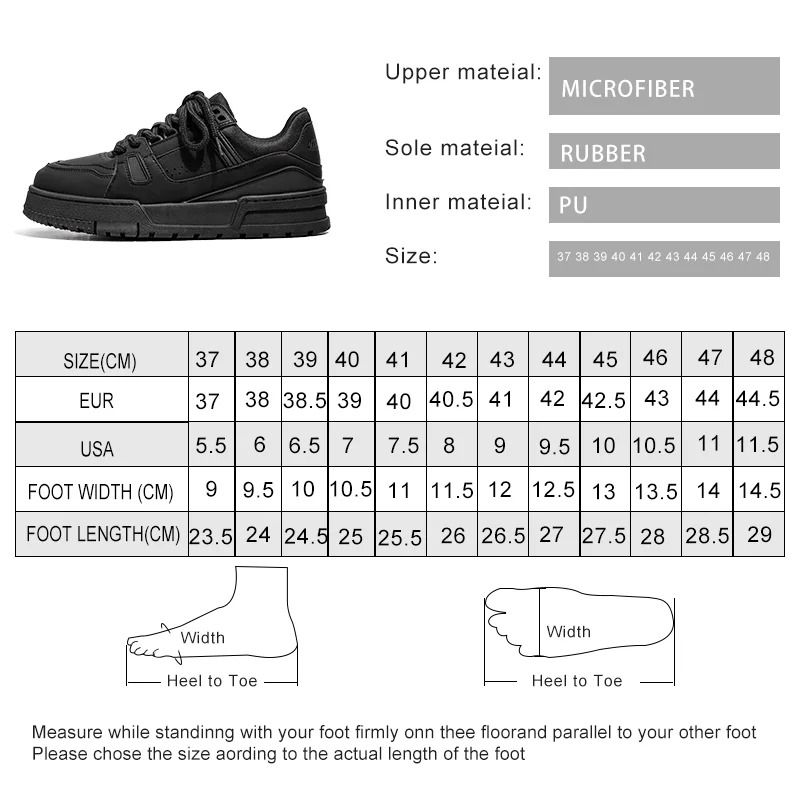 Upper mateial: MICROFIBER
Sole mateial: RUBBER
Inner material: PU
Size: 37 38 39 40 41 42 43 44 45 46 47 48
SIZE(CM) 37 38 39 40 41 42 43 44 45 46 47 48
EUR 37 38 38.5 39 40 40.5 41 42 42.5 43 44 44.5
USA 5.5 6 6.5 7 7.5 8 9 9.5 10 10.5 11 11.5
FOOT WIDTH (CM) 9 9.5 10 10.5 11 11.5 12 12.5 13 13.5 14 14.5
FOOT LENGTH(CM) 23.5 24 24.5 25 25.5 26 26.5 27 27.5 28 28.5 29
Width Width
Heel to Toe Heel to Toe
Measure while standinng with your foot firmly onn thee floorand parallel to your other foot
Please chose the size aording to the actual length of the foot